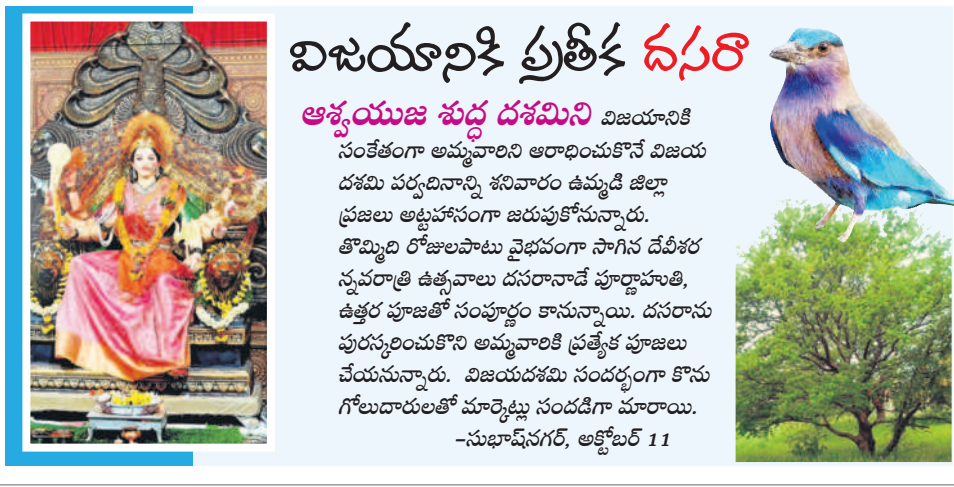 విజయానికి ప్రతీక దసరా
ఆశ్వయుజ శుద్ధ దశమిని విజయానికి
సంకేతంగా అమ్మవారిని ఆరాధించుకొనే విజయ
దశమి పర్వదినాన్ని శనివారం ఉమ్మడి జిల్లా
ప్రజలు అట్టహాసంగా జరుపుకోనున్నారు.
తొమ్మిది రోజులపాటు వైభవంగా సాగిన దేవీశర
న్నవరాత్రి ఉత్సవాలు దసరానాడే పూర్ణాహుతి,
ఉత్తర పూజతో సంపూర్ణం కానున్నాయి. దసరాను
పురస్కరించుకొని అమ్మవారికి ప్రత్యేక పూజలు
చేయనున్నారు. విజయదశమి సందర్భంగా కొను
గోలుదారులతో మార్కెట్లు సందడిగా మారాయి.
–సుభాష్‌నగర్, అక్టోబర్ 11